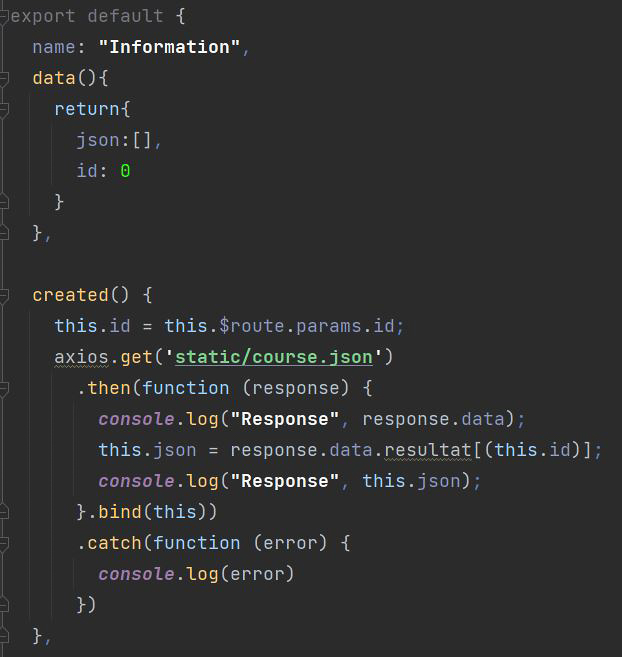 export default {
  name: "Information",
  data(){
    return{
      json:[],
      id: 0
    }
  },
  created() {
    this.id = this.$route.params.id;
    axios.get('static/course.json')
      .then(function (response) {
        console.log("Response", response.data);
        this.json = response.data.resultat[(this.id)];
        console.log("Response", this.json);
      }.bind(this))
      .catch(function (error) {
        console.log(error)
      })
  },